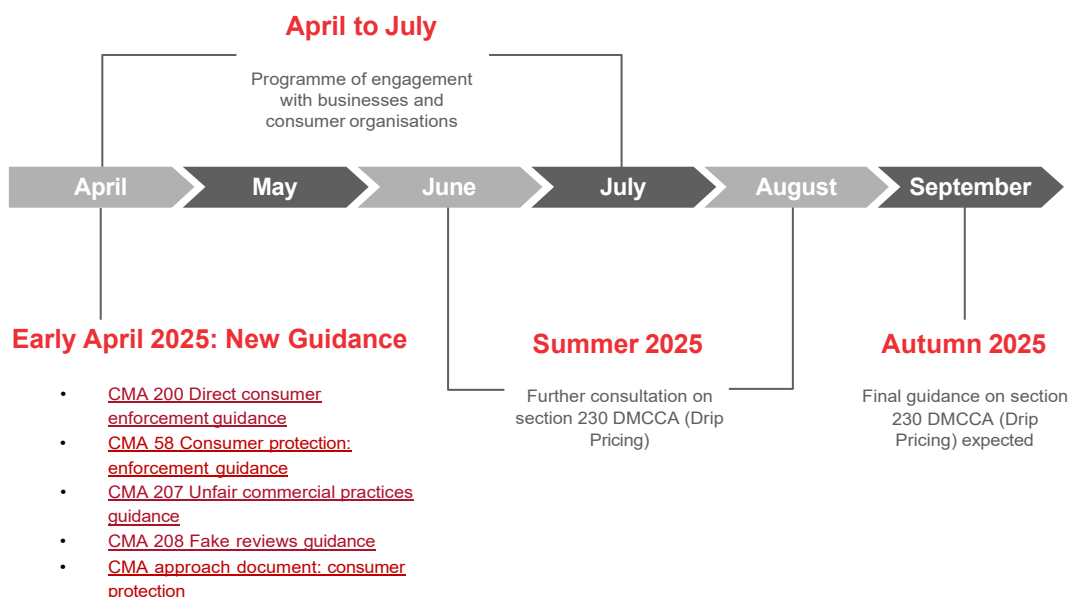 April to July
Programme of engagement
with businesses and
consumer organisations
April
May
June
July
August
September
Early April 2025: New Guidance
• CMA 200 Direct consumer
enforcement guidance
• CMA 58 Consumer protection:
enforcement guidance
• CMA 207 Unfair commercial practices
guidance
• CMA 208 Fake reviews guidance
• CMA approach document: consumer
protection
Summer 2025
Further consultation on
section 230 DMCCA (Drip
Pricing)
Autumn 2025
Final guidance on section
230 DMCCA (Drip
Pricing) expected